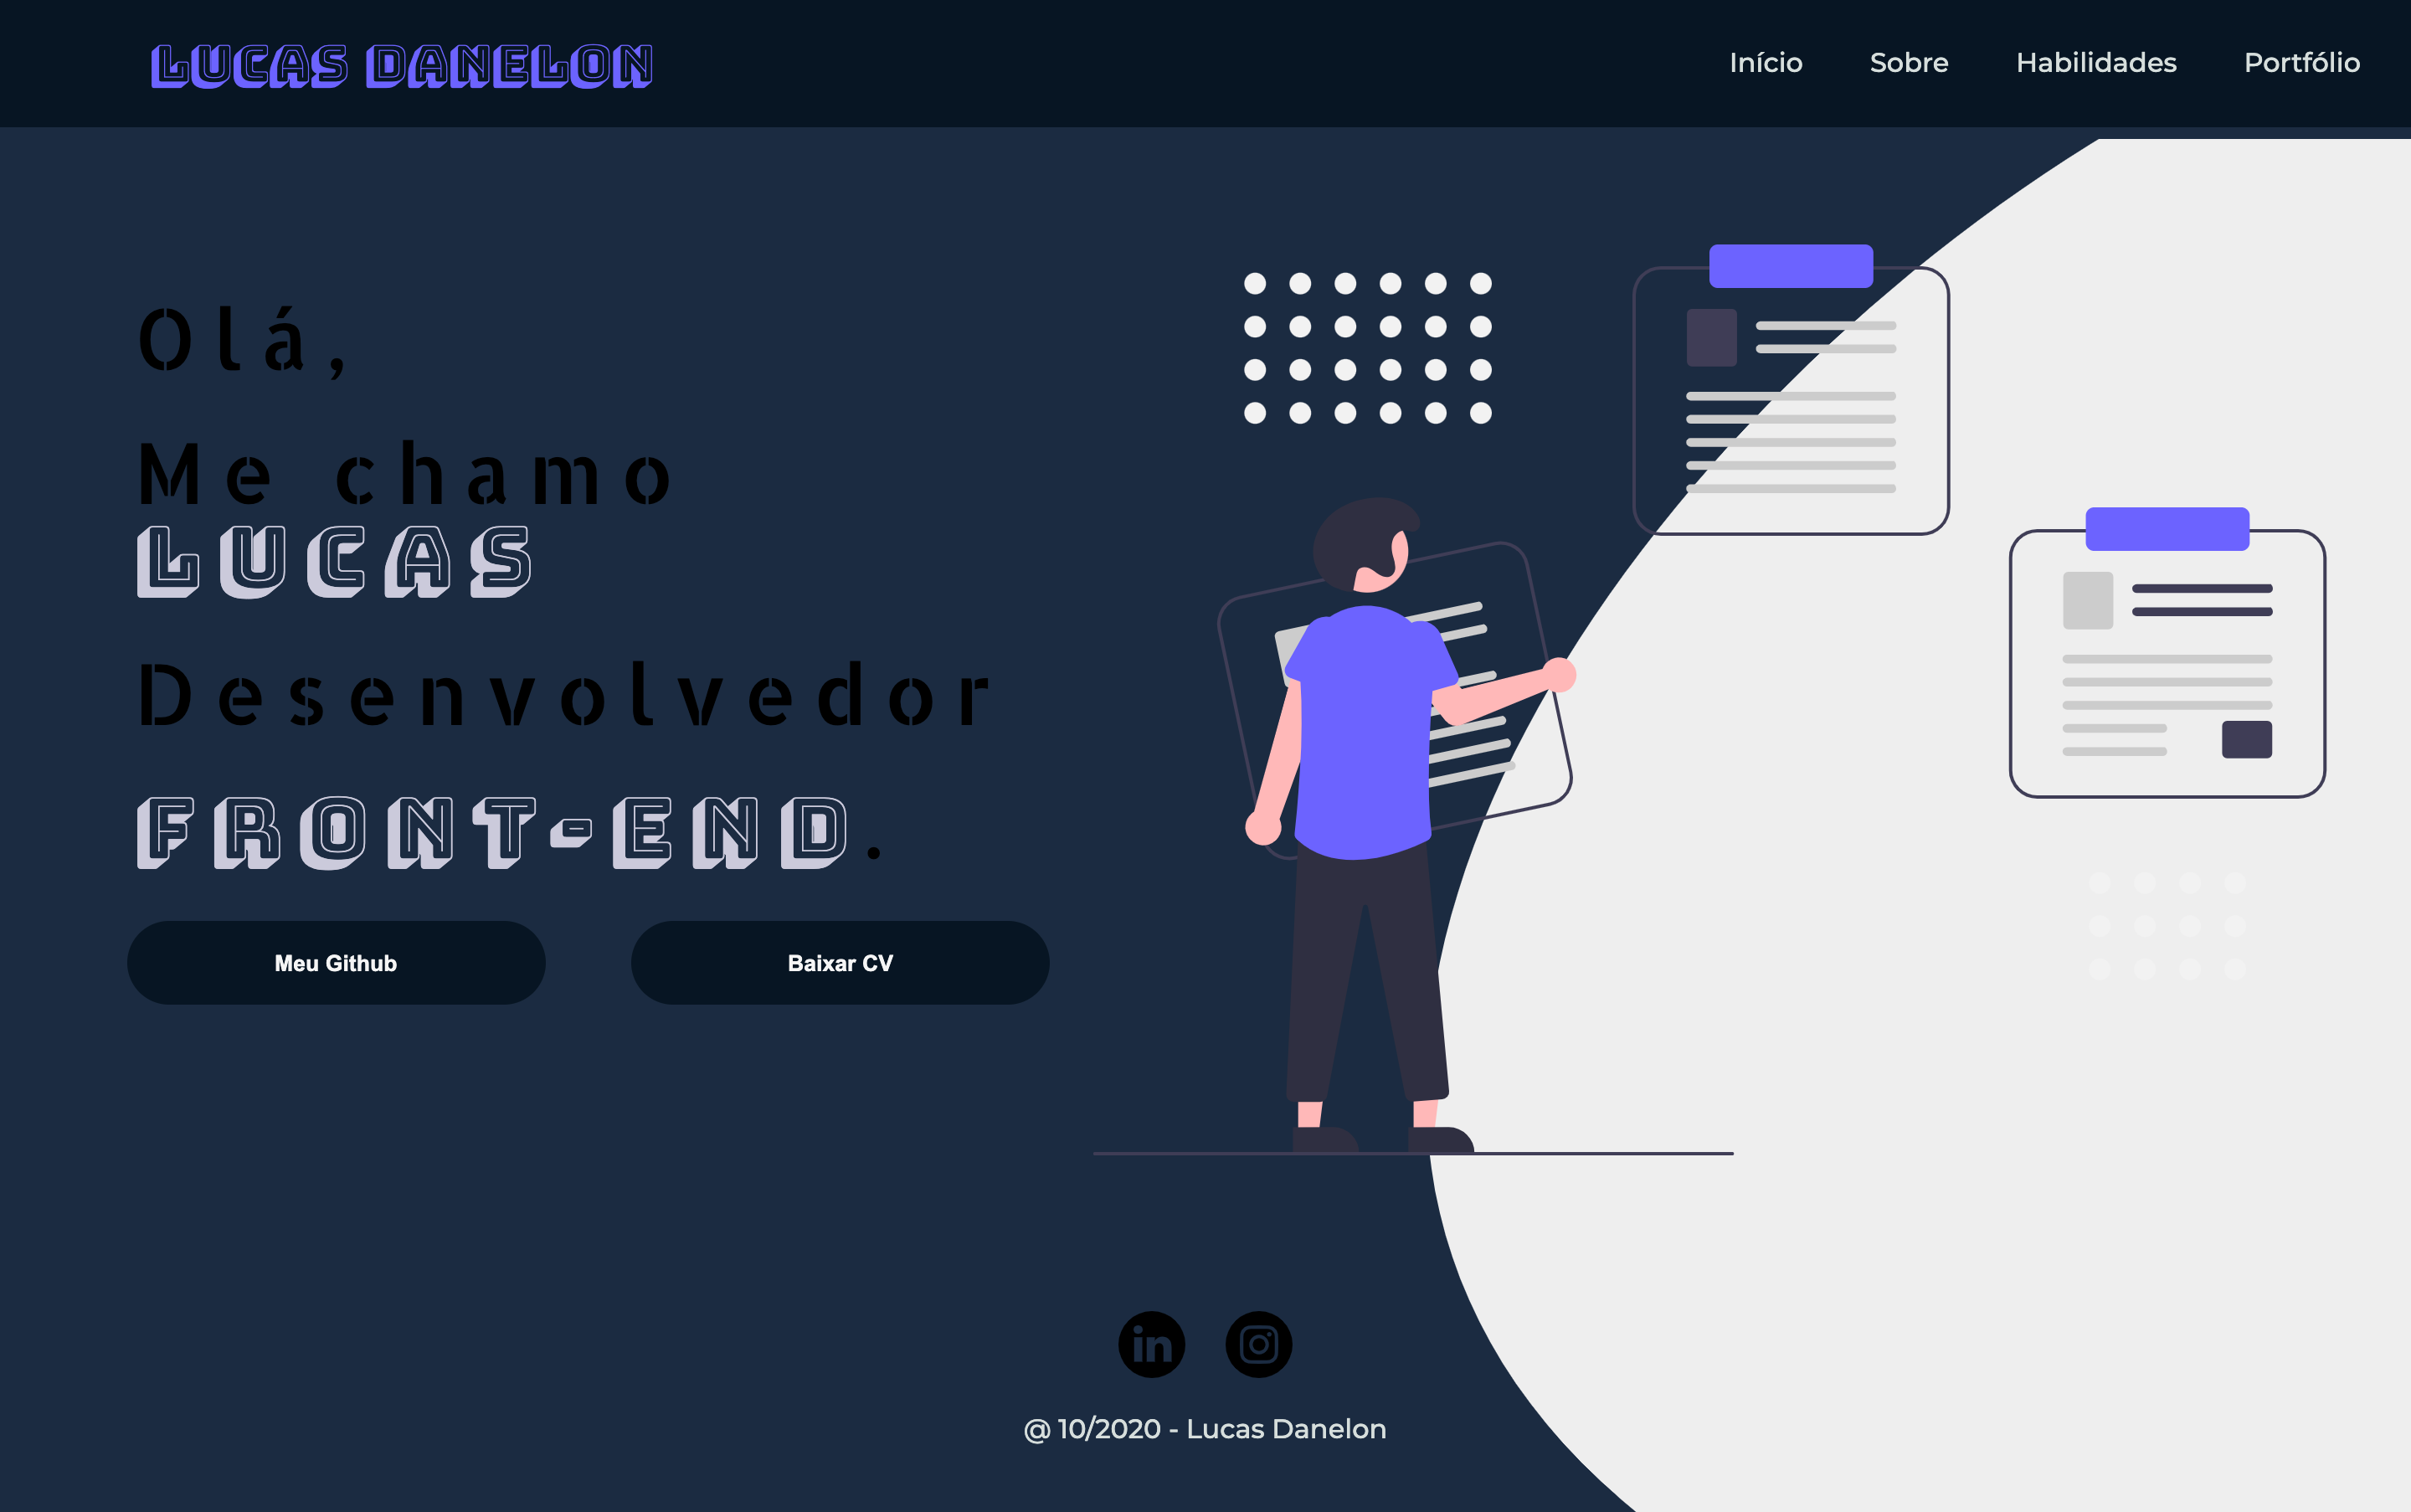 LUCAS DANELON
Início Sobre Habilidades Portfólio
Olá,
Me chamo
LUCAS
Desenvolvedor
FRONT-END.
Meu Github Baixar CV
in
@ 10/2020 - Lucas Danelon